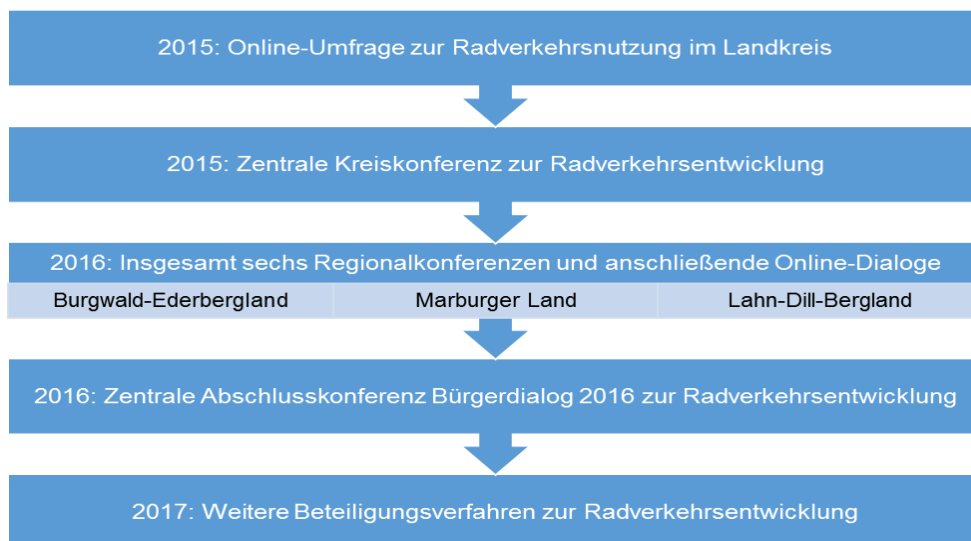 2015: Online-Umfrage zur Radverkehrsnutzung im Landkreis
2015: Zentrale Kreiskonferenz zur Radverkehrsentwicklung
2016: Insgesamt sechs Regionalkonferenzen und anschließende Online-Dialoge
Burgwald-Ederbergland Marburger Land Lahn-Dill-Bergland
2016: Zentrale Abschlusskonferenz Bürgerdialog 2016 zur Radverkehrsentwicklung
2017: Weitere Beteiligungsverfahren zur Radverkehrsentwicklung